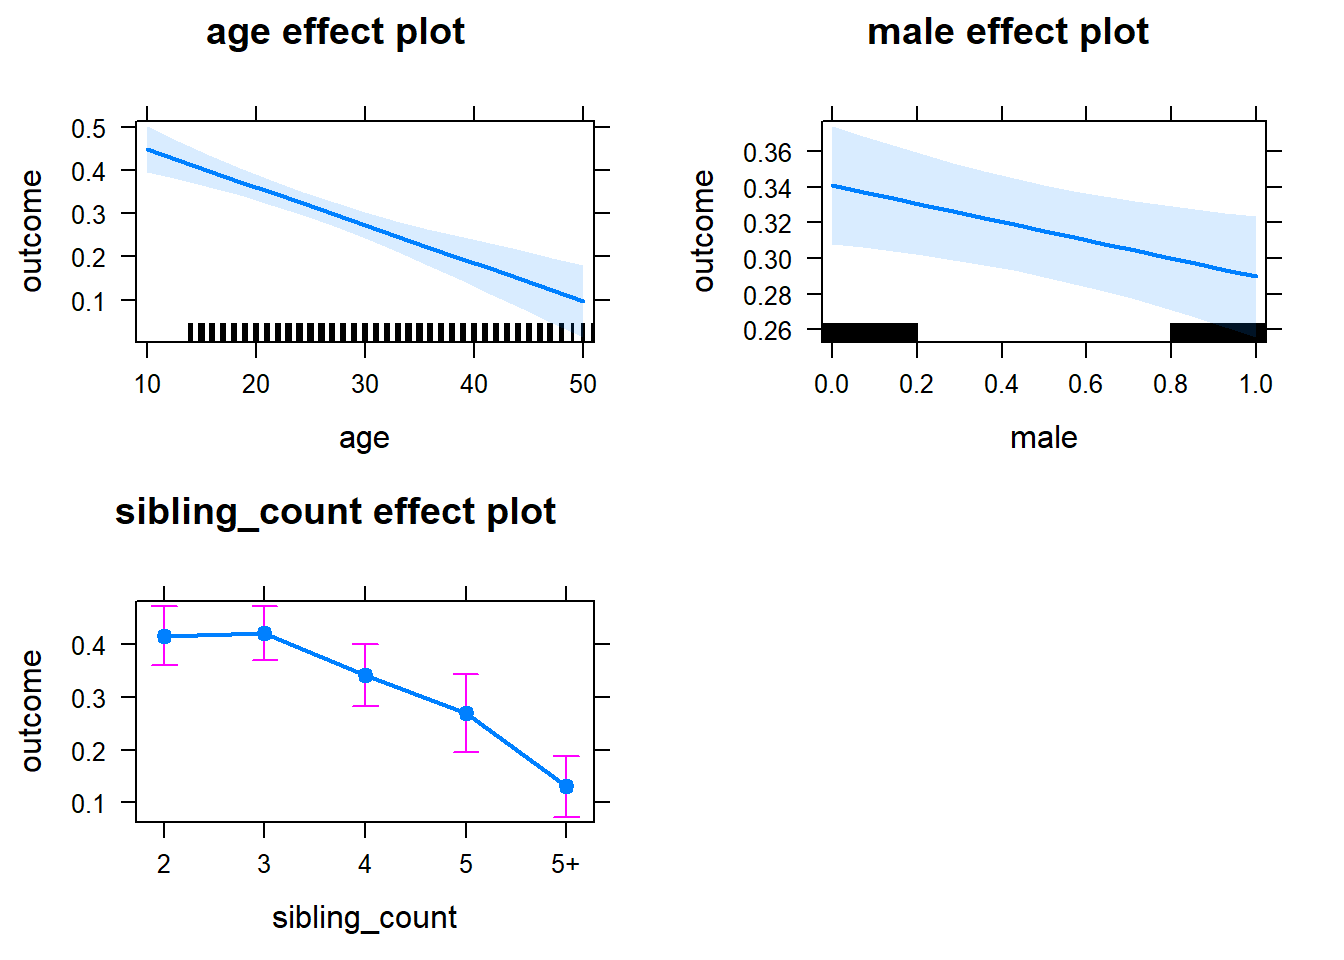 age effect plot
outcome
0.5
0.4
0.3
0.2
0.1
10 20 30 40 50
age
male effect plot
outcome
0.36
0.34
0.32
0.30
0.28
0.26
0.0 0.2 0.4 0.6 0.8 1.0
male
sibling_count effect plot
outcome
0.4
0.3
0.2
0.1
2 3 4 5 5+
sibling_count